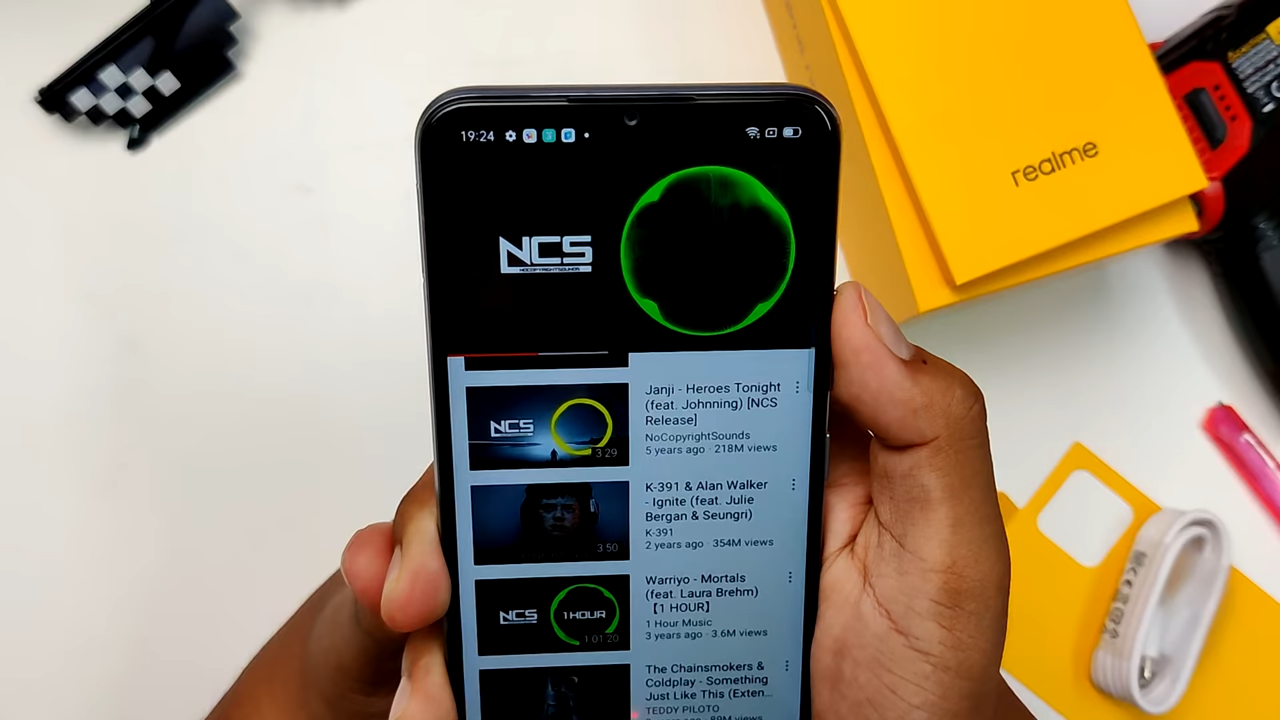 19:24
NCS
NOCOPYRIGHTSOUNDS
realme
NCS
3:29
Janji - Heroes Tonight
(feat. Johnning) [NCS
Release]
NoCopyrightSounds
5 years ago · 218M views
3:50
K-391 & Alan Walker
- Ignite (feat. Julie
Bergan & Seungri)
K-391
2 years ago · 354M views
NCS
1 HOUR
1:01:20
Warriyo - Mortals
(feat. Laura Brehm)
【1 HOUR】
1 Hour Music
3 years ago · 3.6M views
The Chainsmokers &
Coldplay - Something
Just Like This (Exten...
TEDDY PILOTO
89M views